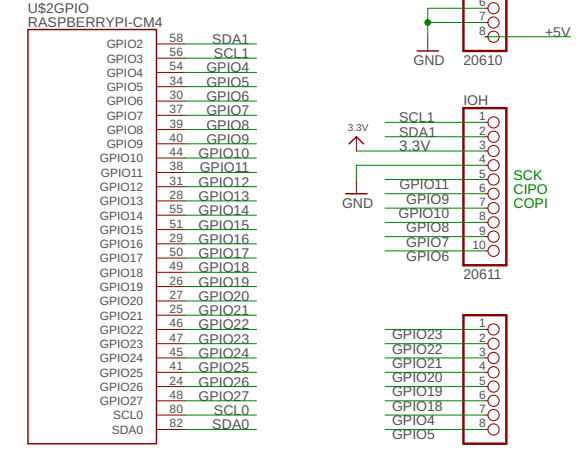 U$2GPIO
RASPBERRYPI-CM4
GPIO2 58 SDA1
GPIO3 56 SCL1
GPIO4 54 GPIO4
GPIO5 34 GPIO5
GPIO6 30 GPIO6
GPIO7 37 GPIO7
GPIO8 39 GPIO8
GPIO9 40 GPIO9
GPIO10 44 GPIO10
GPIO11 38 GPIO11
GPIO12 31 GPIO12
GPIO13 28 GPIO13
GPIO14 55 GPIO14
GPIO15 51 GPIO15
GPIO16 29 GPIO16
GPIO17 50 GPIO17
GPIO18 49 GPIO18
GPIO19 26 GPIO19
GPIO20 27 GPIO20
GPIO21 25 GPIO21
GPIO22 46 GPIO22
GPIO23 47 GPIO23
GPIO24 45 GPIO24
GPIO25 41 GPIO25
GPIO26 24 GPIO26
GPIO27 48 GPIO27
SCL0 80 SCL0
SDA0 82 SDA0
6
7
8 +5V
GND
20610
IOH
SCL1 1
SDA1 2
3.3V
3.3V 3
4
GND
5 SCK
GPIO11 6 CIPO
GPIO9 7 COPI
GPIO10 8
GPIO8 9
GPIO7 10
GPIO6
20611
1
GPIO23 2
GPIO22 3
GPIO21 4
GPIO20 5
GPIO19 6
GPIO18 7
GPIO4 8
GPIO5